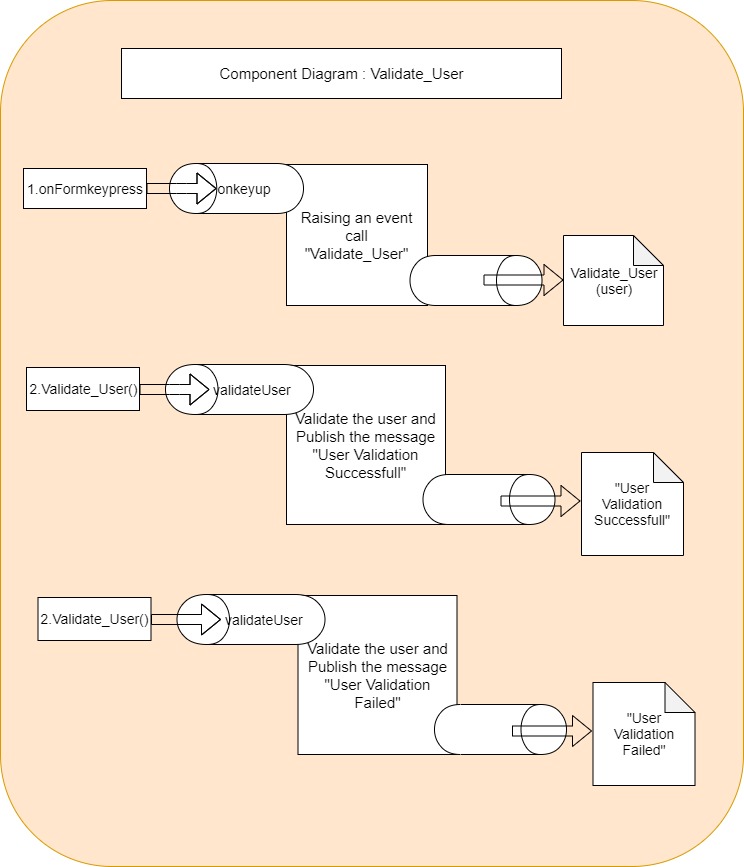 Component Diagram : Validate_User
1.onFormkeypress
onkeyup
Raising an event
call
"Validate_User"
Validate_User
(user)
2.Validate_User()
validateUser
Validate the user and
Publish the message
"User Validation
Successfull"
"User
Validation
Successfull"
2.Validate_User()
validateUser
Validate the user and
Publish the message
"User Validation
Failed"
"User
Validation
Failed"